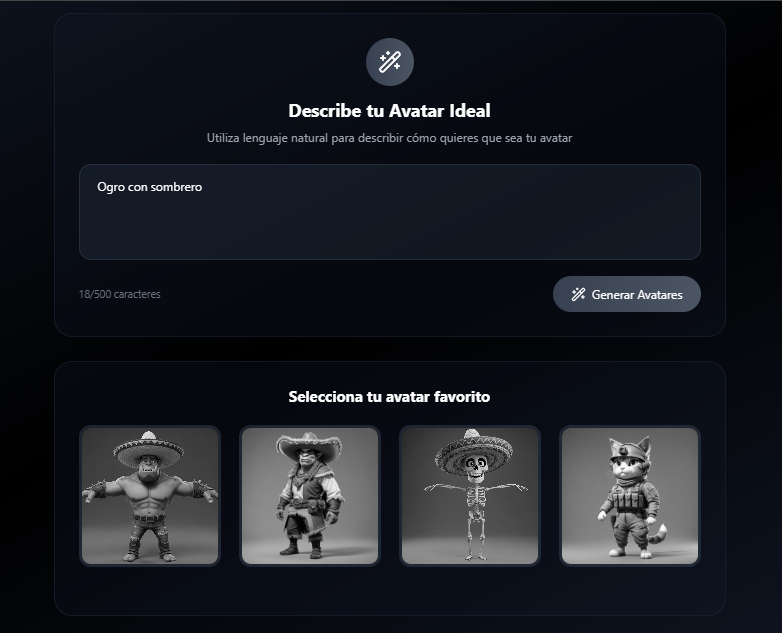 Describe tu Avatar Ideal
Utiliza lenguaje natural para describir cómo quieres que sea tu avatar
Ogro con sombrero
18/500 caracteres
Generar Avatares
Selecciona tu avatar favorito